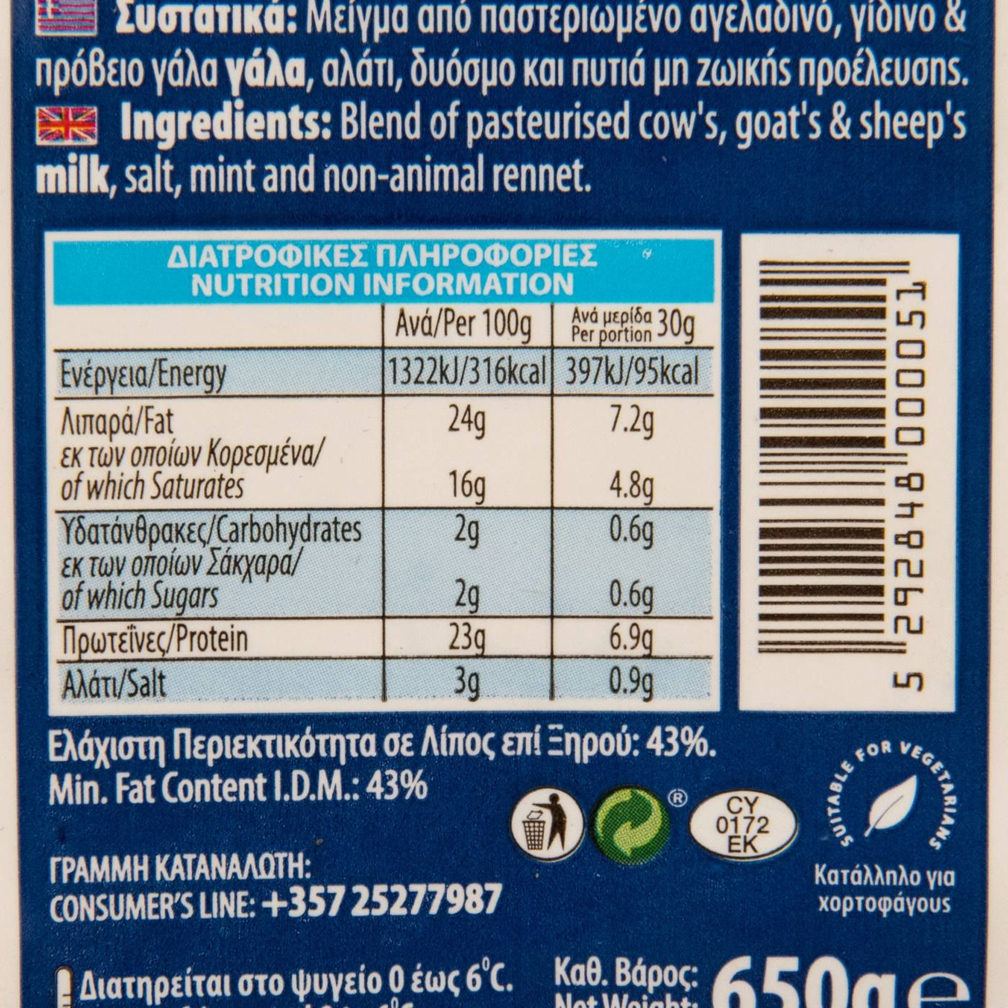 Συστατικά: Μείγμα από παστεριωμένο αγελαδινό, γίδινο &
πρόβειο γάλα γάλα, αλάτι, δυόσμο και πυτιά μη ζωικής προέλευσης.
Ingredients: Blend of pasteurised cow's, goat's & sheep's
milk, salt, mint and non-animal rennet.
ΔΙΑΤΡΟΦΙΚΕΣ ΠΛΗΡΟΦΟΡΙΕΣ
NUTRITION INFORMATION
Ανά/Per 100g Ανά μερίδα Per portion 30g
Ενέργεια/Energy 1322kJ/316kcal 397kJ/95kcal
Λιπαρά/Fat 24g 7.2g
εκ των οποίων Κορεσμένα/
of which Saturates 16g 4.8g
Υδατάνθρακες/Carbohydrates 2g 0.6g
εκ των οποίων Σάκχαρα/
of which Sugars 2g 0.6g
Πρωτεΐνες/Protein 23g 6.9g
Αλάτι/Salt 3g 0.9g
5 292848 000051
Ελάχιστη Περιεκτικότητα σε Λίπος επί Ξηρού: 43%.
Min. Fat Content I.D.M.: 43%
®
CY
0172
EK
SUITABLE FOR VEGETARIANS
Κατάλληλο για
χορτοφάγους
ΓΡΑΜΜΗ ΚΑΤΑΝΑΛΩΤΗ:
CONSUMER'S LINE: +357 25277987
Διατηρείται στο ψυγείο 0 έως 6°C.
Καθ. Βάρος:
Net Weight:
650g e